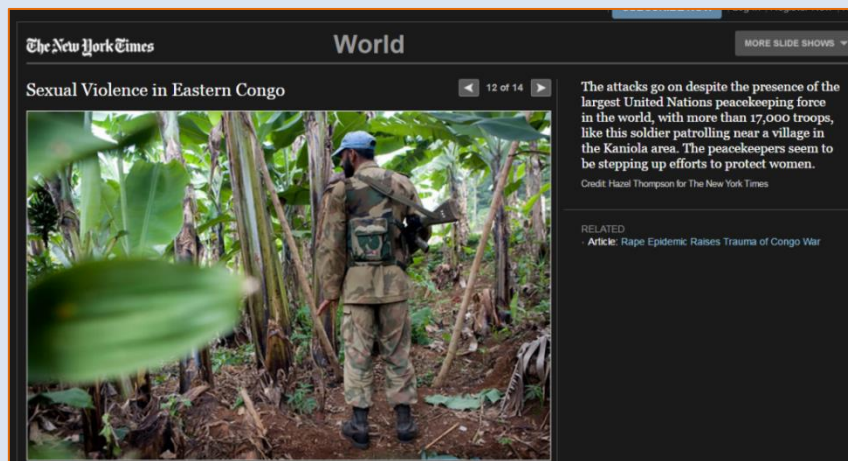 The New York Times
World
MORE SLIDE SHOWS
Sexual Violence in Eastern Congo
12 of 14
The attacks go on despite the presence of the
largest United Nations peacekeeping force
in the world, with more than 17,000 troops,
like this soldier patrolling near a village in
the Kaniola area. The peacekeepers seem to
be stepping up efforts to protect women.
Credit: Hazel Thompson for The New York Times
RELATED
Article: Rape Epidemic Raises Trauma of Congo War